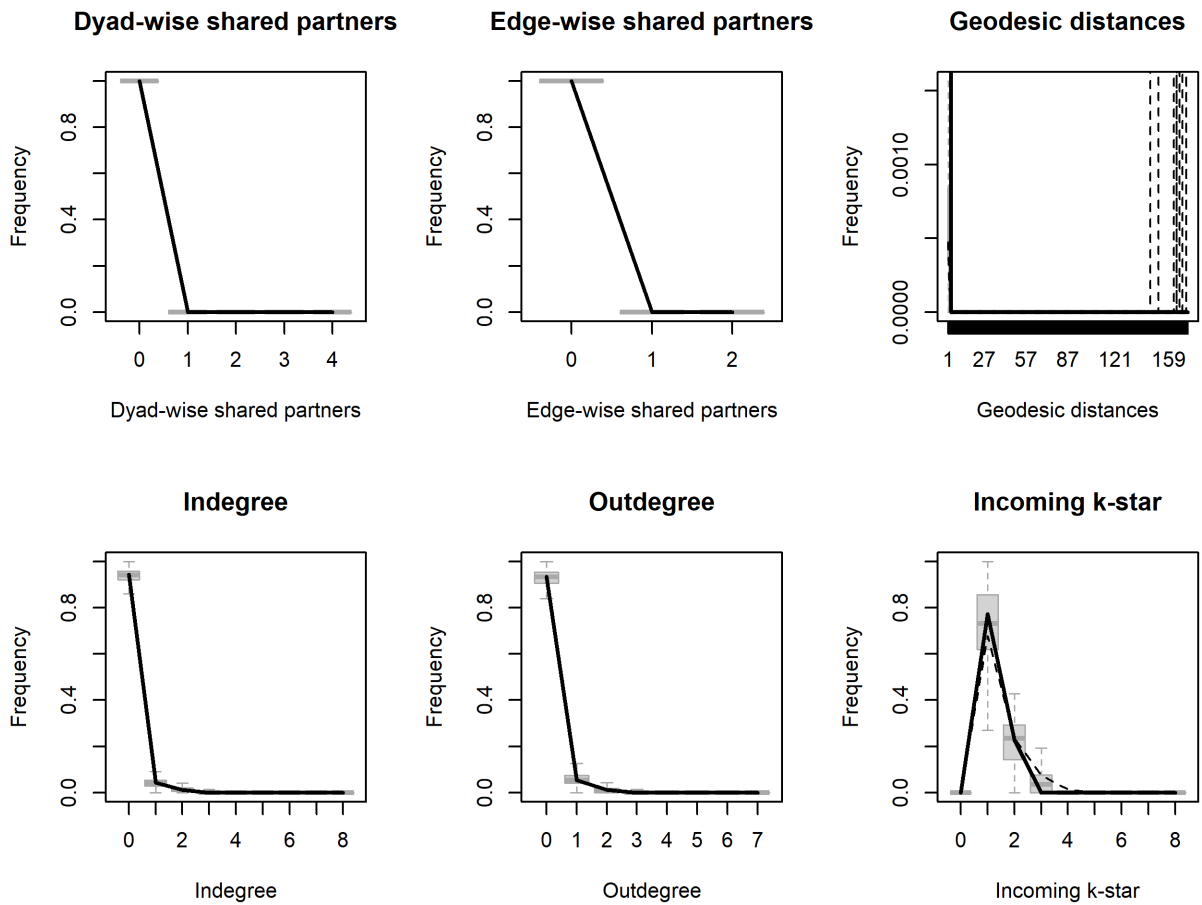 Dyad-wise shared partners
Frequency
0.0 0.4 0.8
0 1 2 3 4
Dyad-wise shared partners
Edge-wise shared partners
Frequency
0.0 0.4 0.8
0 1 2
Edge-wise shared partners
Geodesic distances
Frequency
0.0000 0.0010
1 27 57 87 121 159
Geodesic distances
Indegree
Frequency
0.0 0.4 0.8
0 2 4 6 8
Indegree
Outdegree
Frequency
0.0 0.4 0.8
0 1 2 3 4 5 6 7
Outdegree
Incoming k-star
Frequency
0.0 0.4 0.8
0 2 4 6 8
Incoming k-star